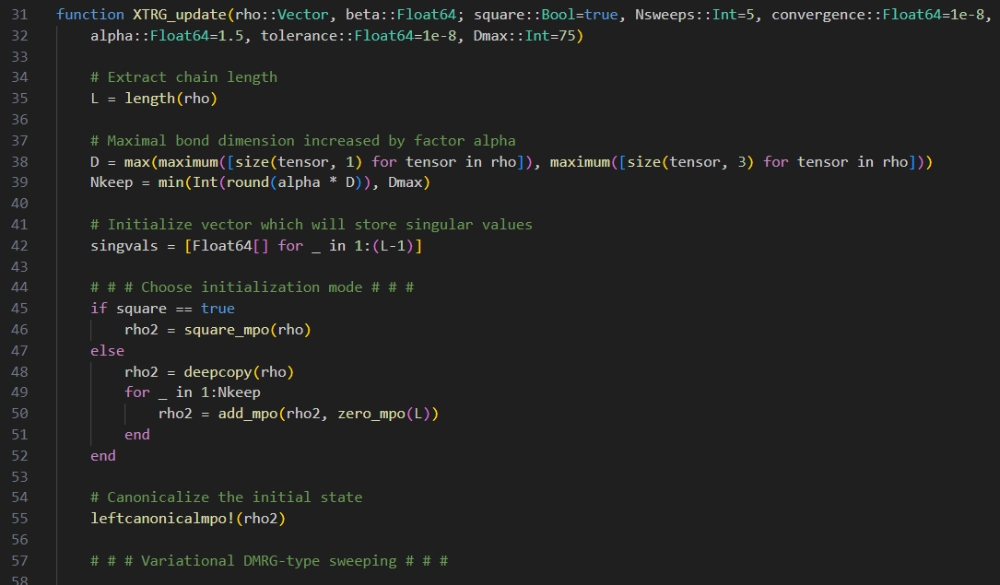 31 function XTRG_update(rho::Vector, beta::Float64; square::Bool=true, Nsweeps::Int=5, convergence::Float64=1e-8,
32     alpha::Float64=1.5, tolerance::Float64=1e-8, Dmax::Int=75)
33
34     # Extract chain length
35     L = length(rho)
36
37     # Maximal bond dimension increased by factor alpha
38     D = max(maximum([size(tensor, 1) for tensor in rho]), maximum([size(tensor, 3) for tensor in rho]))
39     Nkeep = min(Int(round(alpha * D)), Dmax)
40
41     # Initialize vector which will store singular values
42     singvals = [Float64[] for _ in 1:(L-1)]
43
44     # # # Choose initialization mode # # #
45     if square == true
46         rho2 = square_mpo(rho)
47     else
48         rho2 = deepcopy(rho)
49         for _ in 1:Nkeep
50             rho2 = add_mpo(rho2, zero_mpo(L))
51         end
52     end
53
54     # Canonicalize the initial state
55     leftcanonicalmpo!(rho2)
56
57     # # # Variational DMRG-type sweeping # # #
58